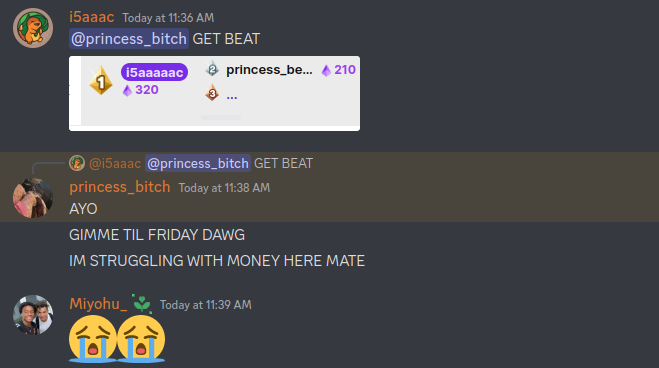 i5aaac Today at 11:36 AM
@princess_bitch GET BEAT
1 i5aaaaac 2 princess_be... 210
320 3 ...
@i5aaac @princess_bitch GET BEAT
princess_bitch Today at 11:38 AM
AYO
GIMME TIL FRIDAY DAWG
IM STRUGGLING WITH MONEY HERE MATE
Miyohu_ Today at 11:39 AM